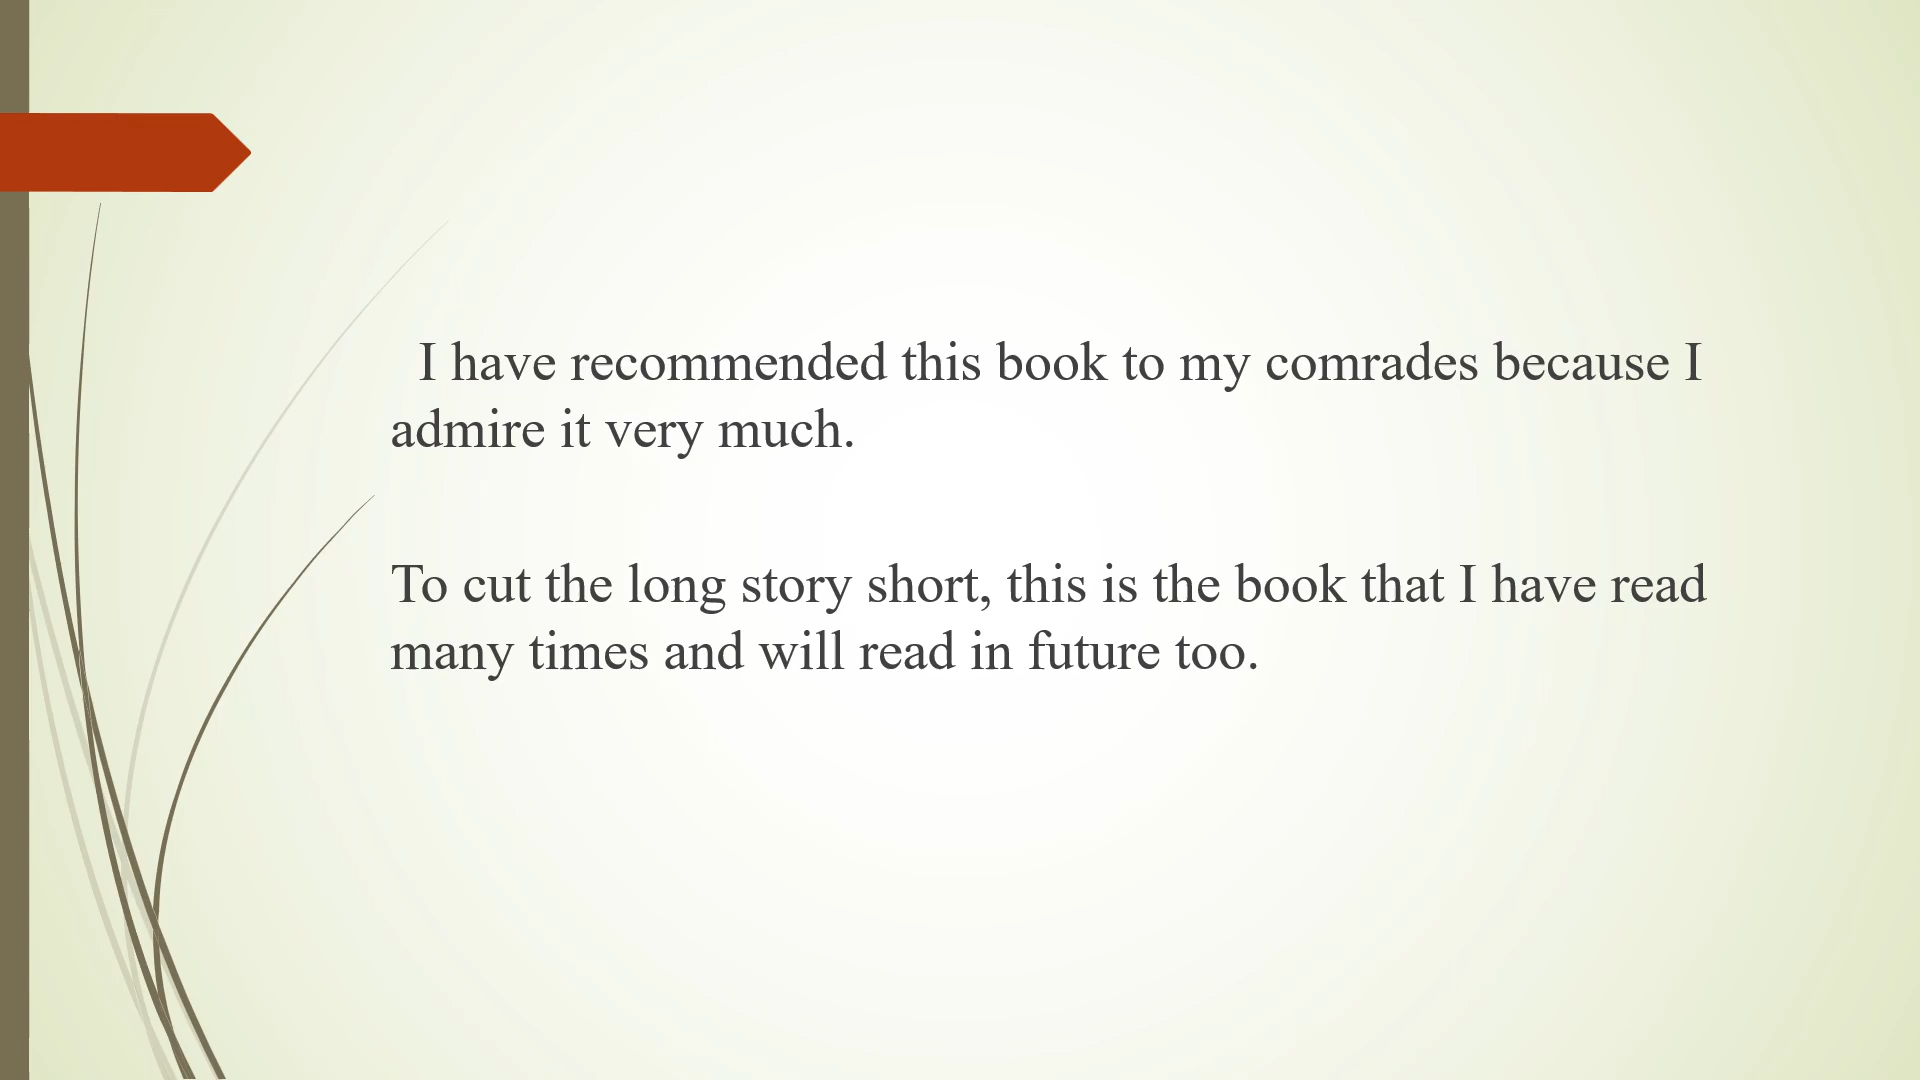 I have recommended this book to my comrades because I
admire it very much.
To cut the long story short, this is the book that I have read
many times and will read in future too.